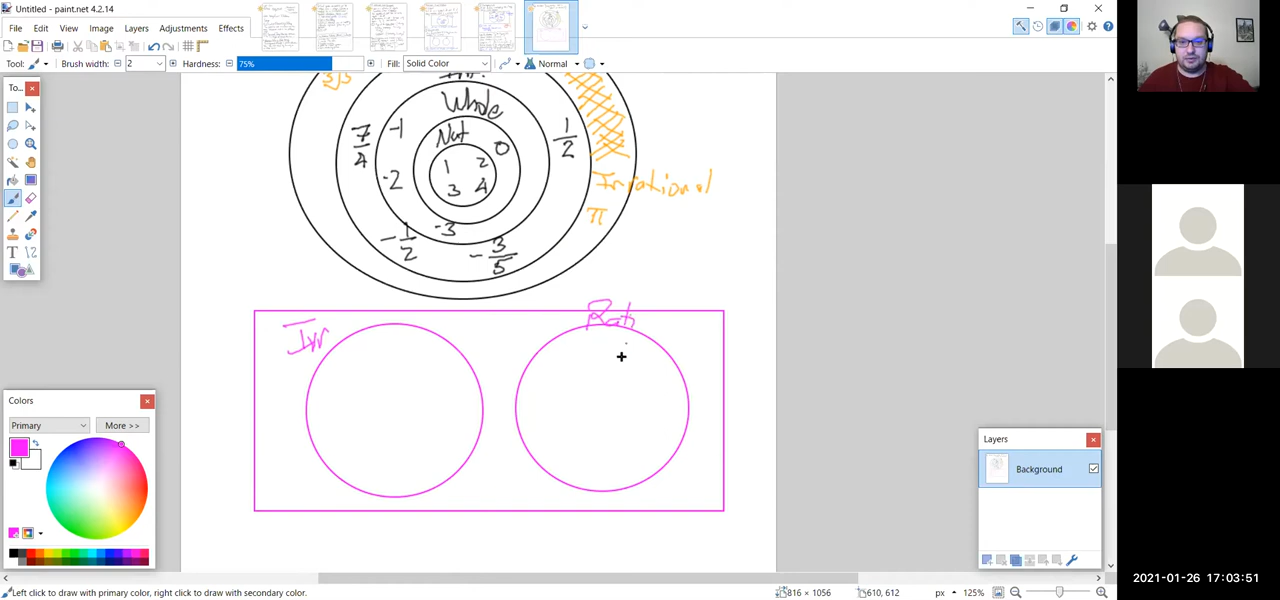 Untitled - paint.net 4.2.14
File Edit View Image Layers Adjustments Effects
Tool: Brush width: 2 Hardness: 75% Fill: Solid Color Normal
To...
Int.
Whole
Nat
7/4
-1
0
1/2
1 2
-2
3 4
Irrational
π
-3
-1/2
-3/5
Irr
Rati
Colors
Primary More >>
Layers
Background
Left click to draw with primary color, right click to draw with secondary color.
816 x 1056
610, 612
px 125%
2021-01-26 17:03:51